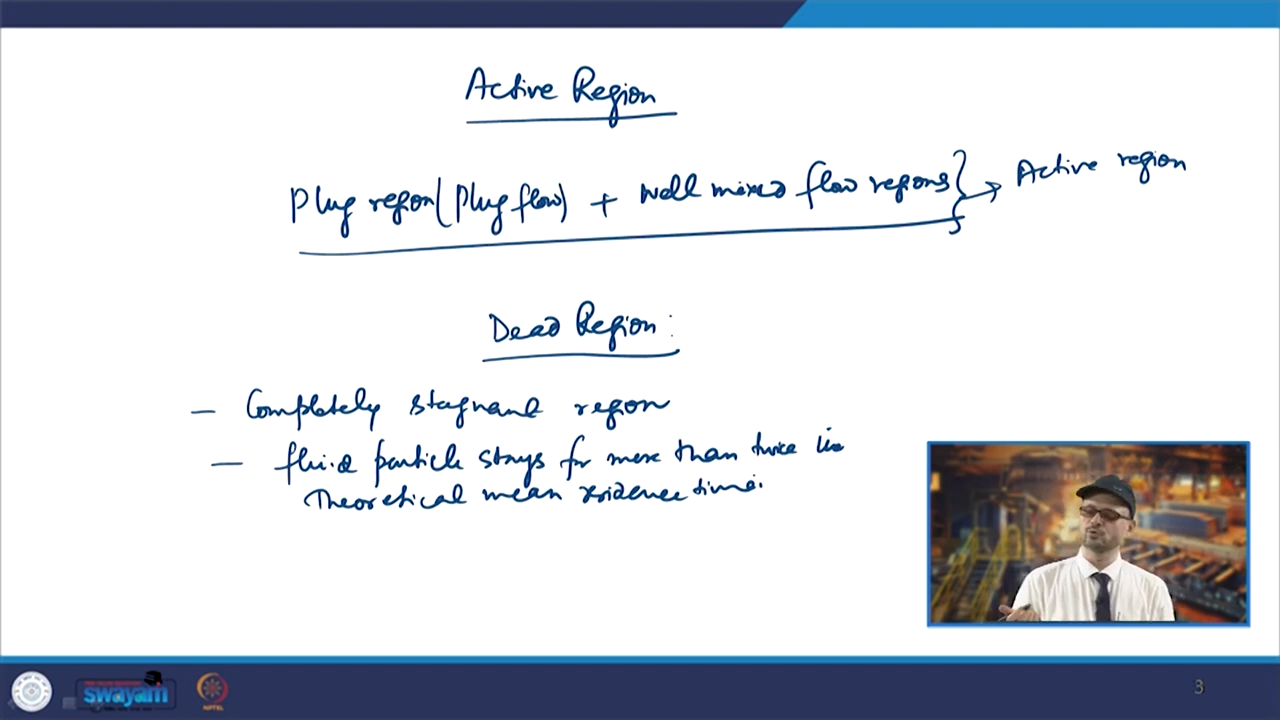 Active Region
Plug region (Plug flow) + well mixed flow regions} → Active region
Dead Region:
— Completely stagnant region
— fluid particle stays for more than twice the
Theoretical mean residence time.
swayam
NPTEL
3